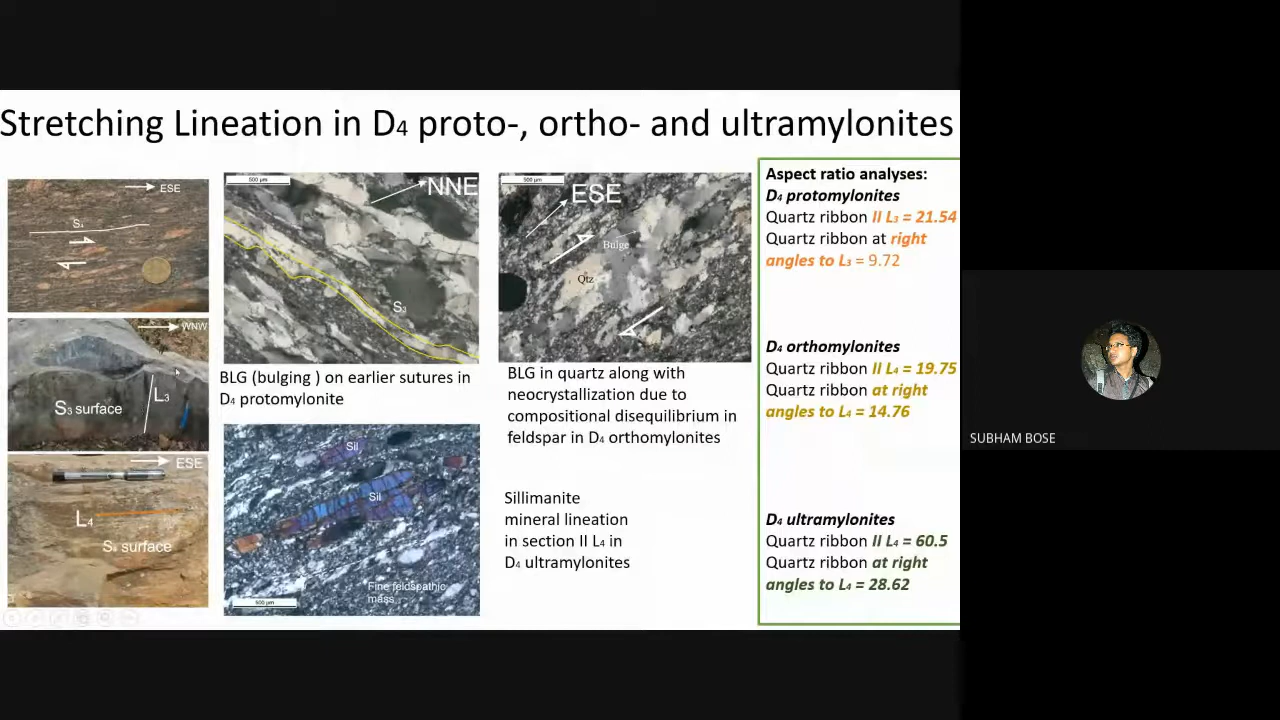 Stretching Lineation in D4 proto-, ortho- and ultramylonites
ESE
S₄
WNW
L3
S3 surface
ESE
L4
S4 surface
500 µm
NNE
S3
BLG (bulging ) on earlier sutures in
D4 protomylonite
Sil
Sil
Fine feldspathic
mass
500 µm
500 µm
ESE
Bulge
Qtz
BLG in quartz along with
neocrystallization due to
compositional disequilibrium in
feldspar in D4 orthomylonites
Sillimanite
mineral lineation
in section II L4 in
D4 ultramylonites
Aspect ratio analyses:
D4 protomylonites
Quartz ribbon II L3 = 21.54
Quartz ribbon at right
angles to L3 = 9.72
D4 orthomylonites
Quartz ribbon II L4 = 19.75
Quartz ribbon at right
angles to L4 = 14.76
D4 ultramylonites
Quartz ribbon II L4 = 60.5
Quartz ribbon at right
angles to L4 = 28.62
SUBHAM BOSE